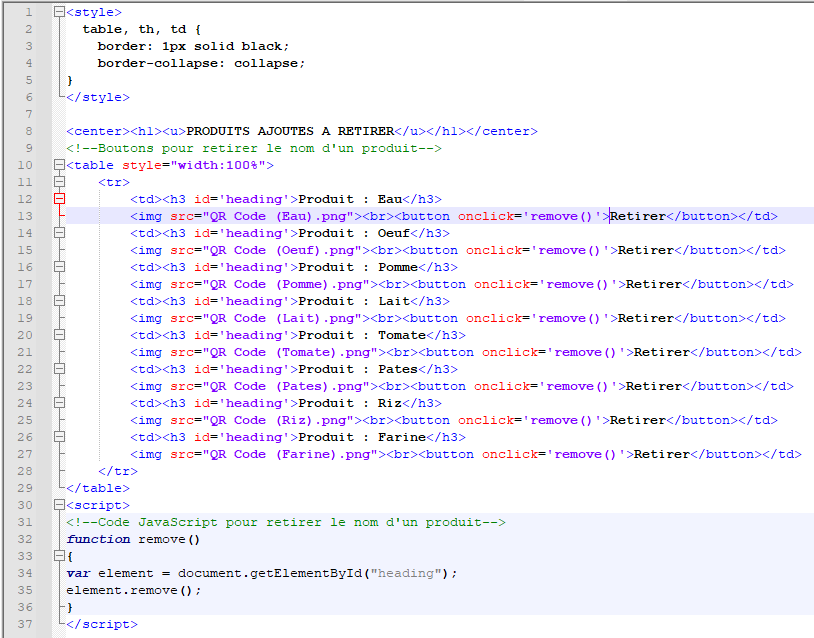 1 <style>
2 table, th, td {
3 border: 1px solid black;
4 border-collapse: collapse;
5 }
6 </style>
7
8 <center><h1><u>PRODUITS AJOUTES A RETIRER</u></h1></center>
9 <!--Boutons pour retirer le nom d'un produit-->
10 <table style="width:100%">
11 <tr>
12 <td><h3 id='heading'>Produit : Eau</h3>
13 <img src="QR Code (Eau).png"><br><button onclick='remove()'>Retirer</button></td>
14 <td><h3 id='heading'>Produit : Oeuf</h3>
15 <img src="QR Code (Oeuf).png"><br><button onclick='remove()'>Retirer</button></td>
16 <td><h3 id='heading'>Produit : Pomme</h3>
17 <img src="QR Code (Pomme).png"><br><button onclick='remove()'>Retirer</button></td>
18 <td><h3 id='heading'>Produit : Lait</h3>
19 <img src="QR Code (Lait).png"><br><button onclick='remove()'>Retirer</button></td>
20 <td><h3 id='heading'>Produit : Tomate</h3>
21 <img src="QR Code (Tomate).png"><br><button onclick='remove()'>Retirer</button></td>
22 <td><h3 id='heading'>Produit : Pates</h3>
23 <img src="QR Code (Pates).png"><br><button onclick='remove()'>Retirer</button></td>
24 <td><h3 id='heading'>Produit : Riz</h3>
25 <img src="QR Code (Riz).png"><br><button onclick='remove()'>Retirer</button></td>
26 <td><h3 id='heading'>Produit : Farine</h3>
27 <img src="QR Code (Farine).png"><br><button onclick='remove()'>Retirer</button></td>
28 </tr>
29 </table>
30 <script>
31 <!--Code JavaScript pour retirer le nom d'un produit-->
32 function remove()
33 {
34 var element = document.getElementById("heading");
35 element.remove();
36 }
37 </script>